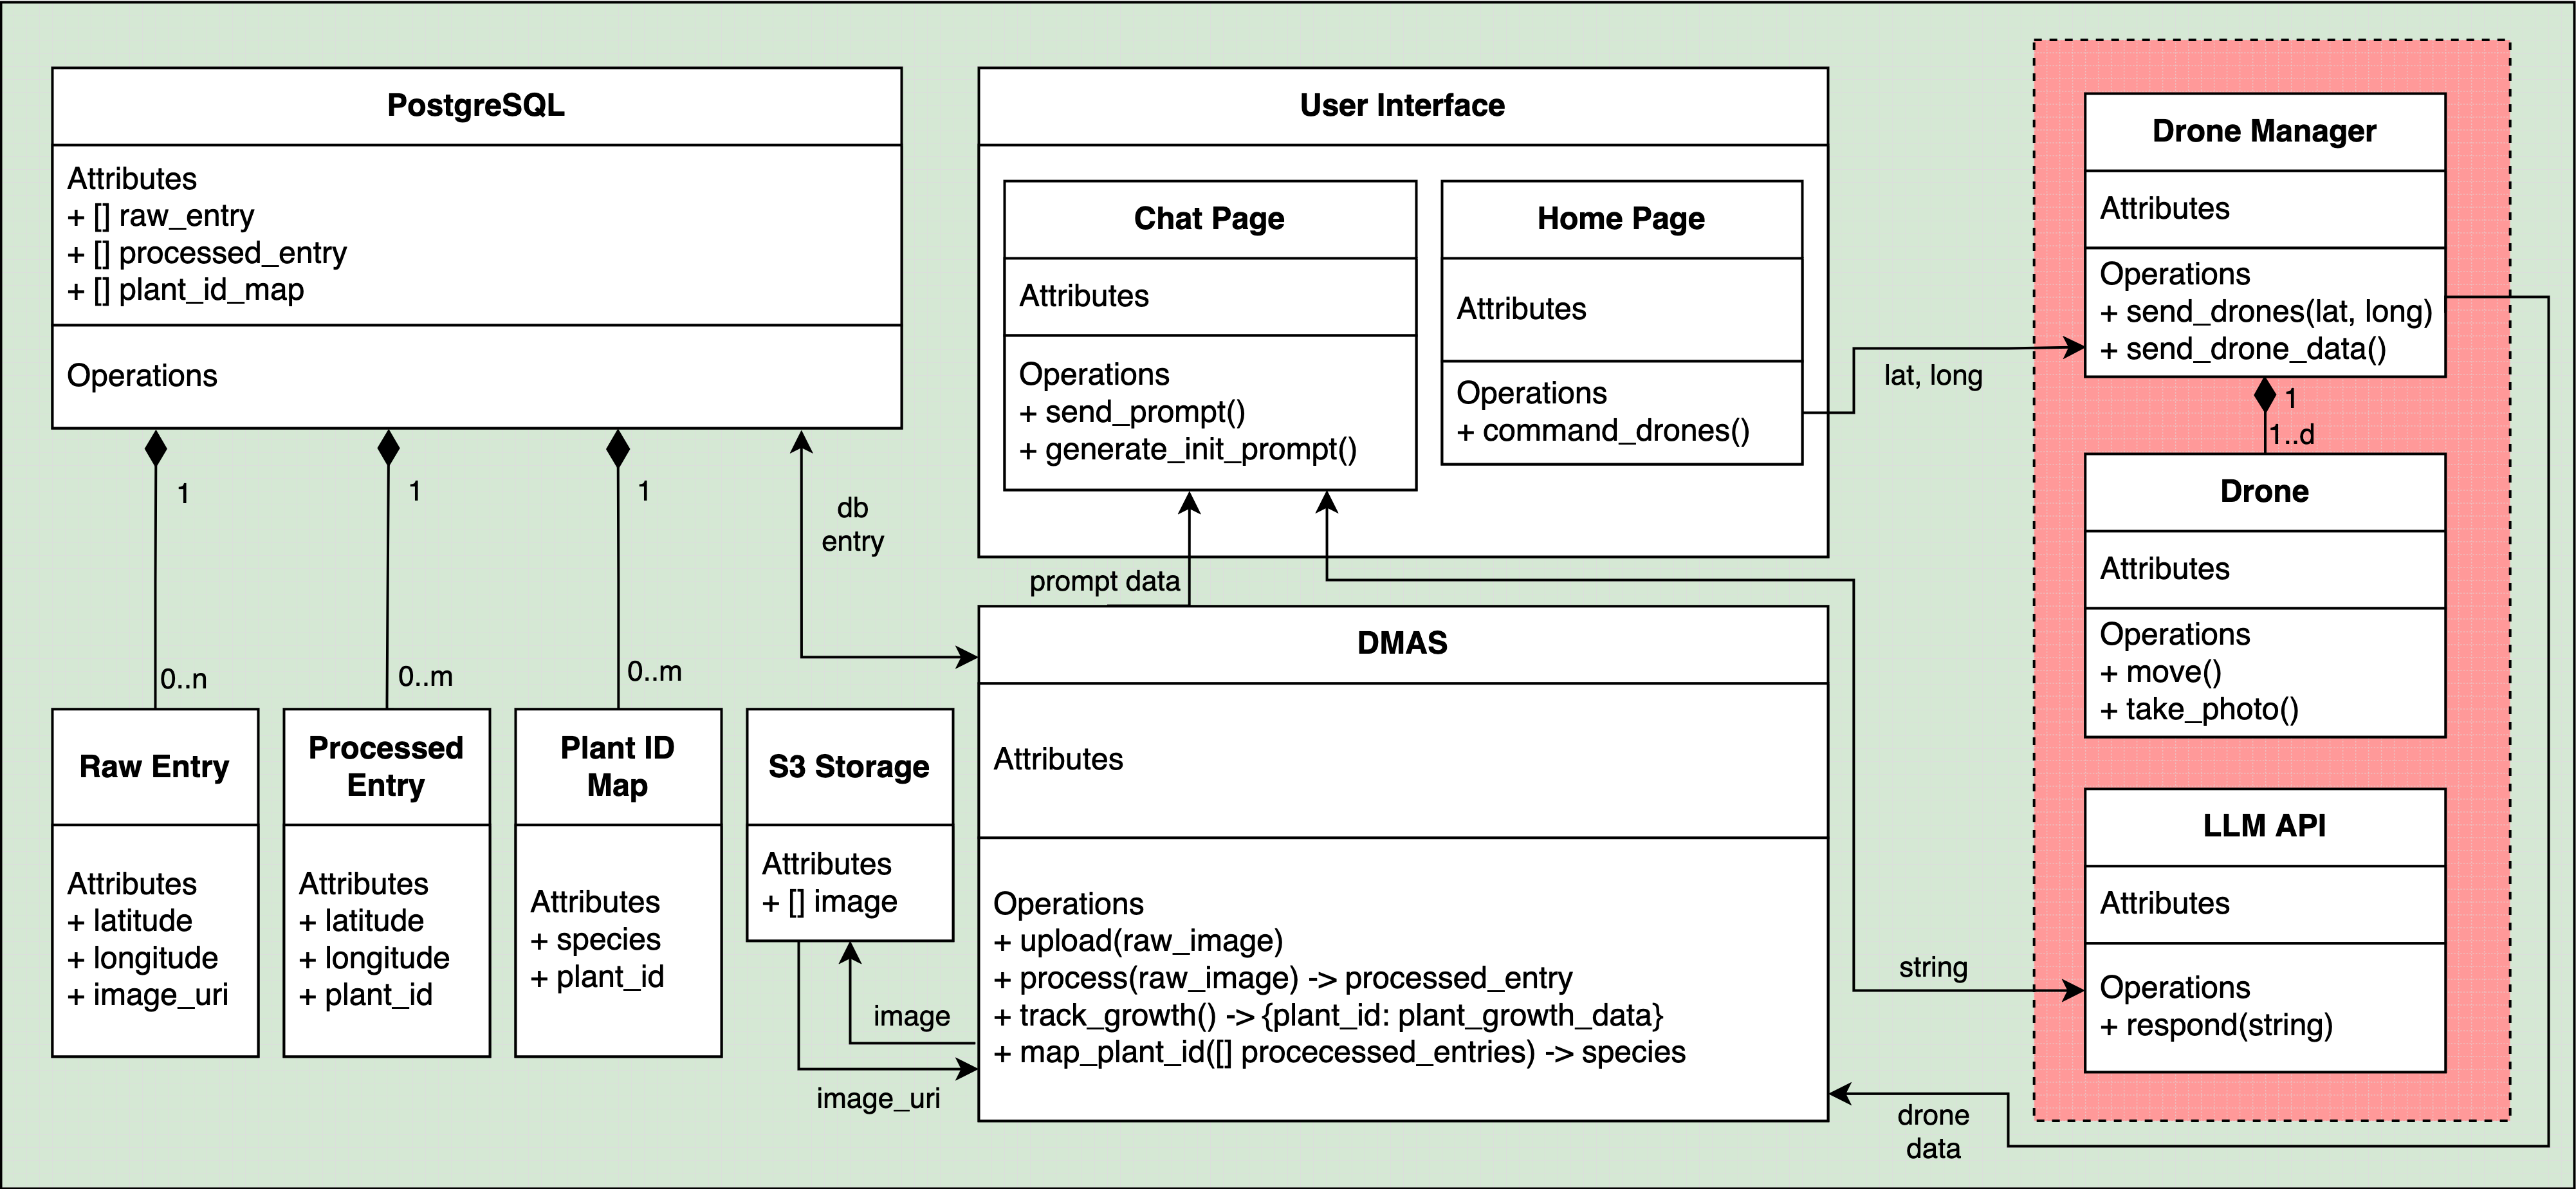 PostgreSQL
Attributes
+ [] raw_entry
+ [] processed_entry
+ [] plant_id_map
Operations
1
1
1
0..n
0..m
0..m
db
entry
Raw Entry
Attributes
+ latitude
+ longitude
+ image_uri
Processed
Entry
Attributes
+ latitude
+ longitude
+ plant_id
Plant ID
Map
Attributes
+ species
+ plant_id
S3 Storage
Attributes
+ [] image
image
image_uri
User Interface
Chat Page
Attributes
Operations
+ send_prompt()
+ generate_init_prompt()
Home Page
Attributes
Operations
+ command_drones()
prompt data
lat, long
DMAS
Attributes
Operations
+ upload(raw_image)
+ process(raw_image) -> processed_entry
+ track_growth() -> {plant_id: plant_growth_data}
+ map_plant_id([] procecessed_entries) -> species
string
drone
data
Drone Manager
Attributes
Operations
+ send_drones(lat, long)
+ send_drone_data()
1
1..d
Drone
Attributes
Operations
+ move()
+ take_photo()
LLM API
Attributes
Operations
+ respond(string)